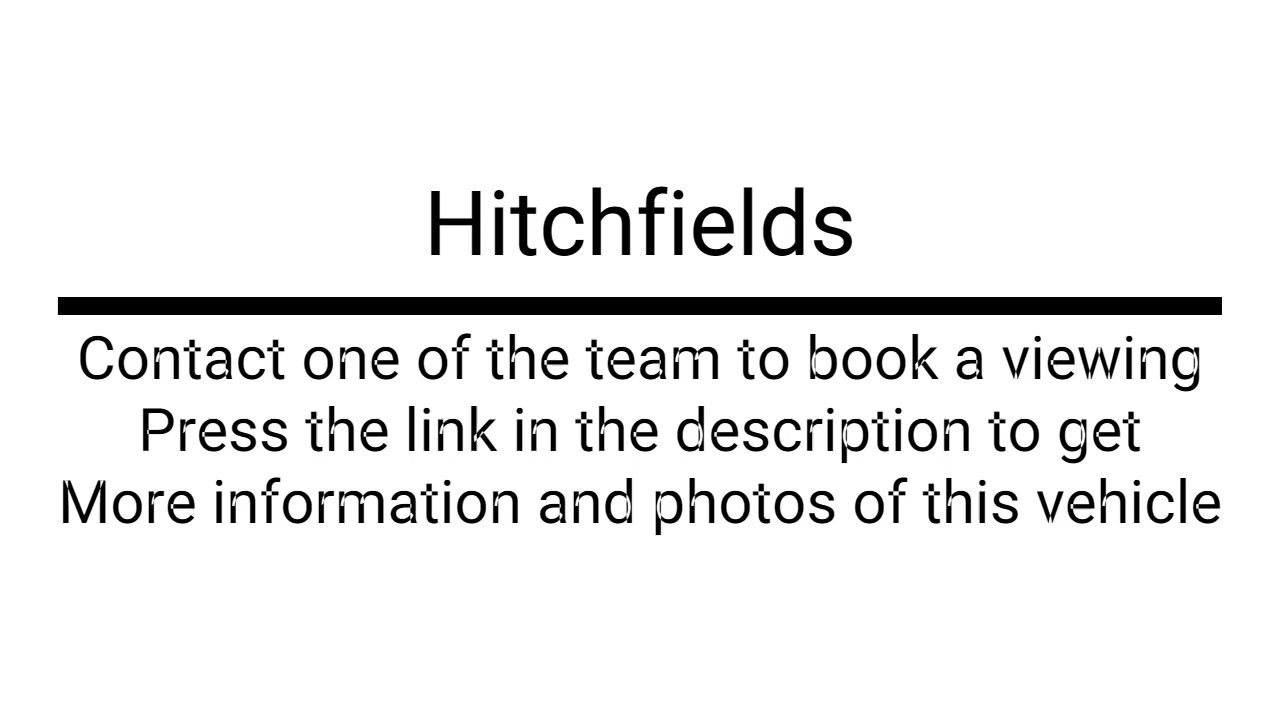 Hitchfields
Contact one of the team to book a viewing
Press the link in the description to get
More information and photos of this vehicle